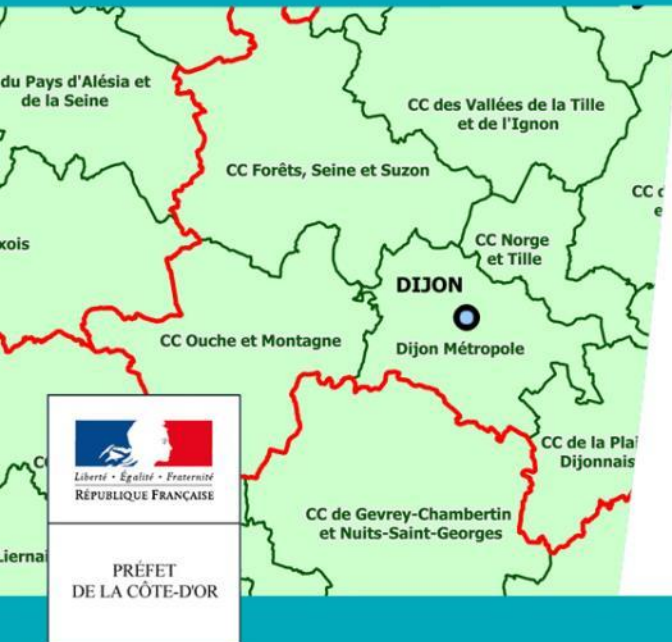 du Pays d'Alésia et
de la Seine
CC des Vallées de la Tille
et de l'Ignon
CC Forêts, Seine et Suzon
CC
CC Norge
et Tille
DIJON
CC Ouche et Montagne
Dijon Métropole
CC de la
Dijonnais
CC de Gevrey-Chambertin
et Nuits-Saint-Georges
Liberté • Égalité • Fraternité
RÉPUBLIQUE FRANÇAISE
PRÉFET
DE LA CÔTE-D'OR